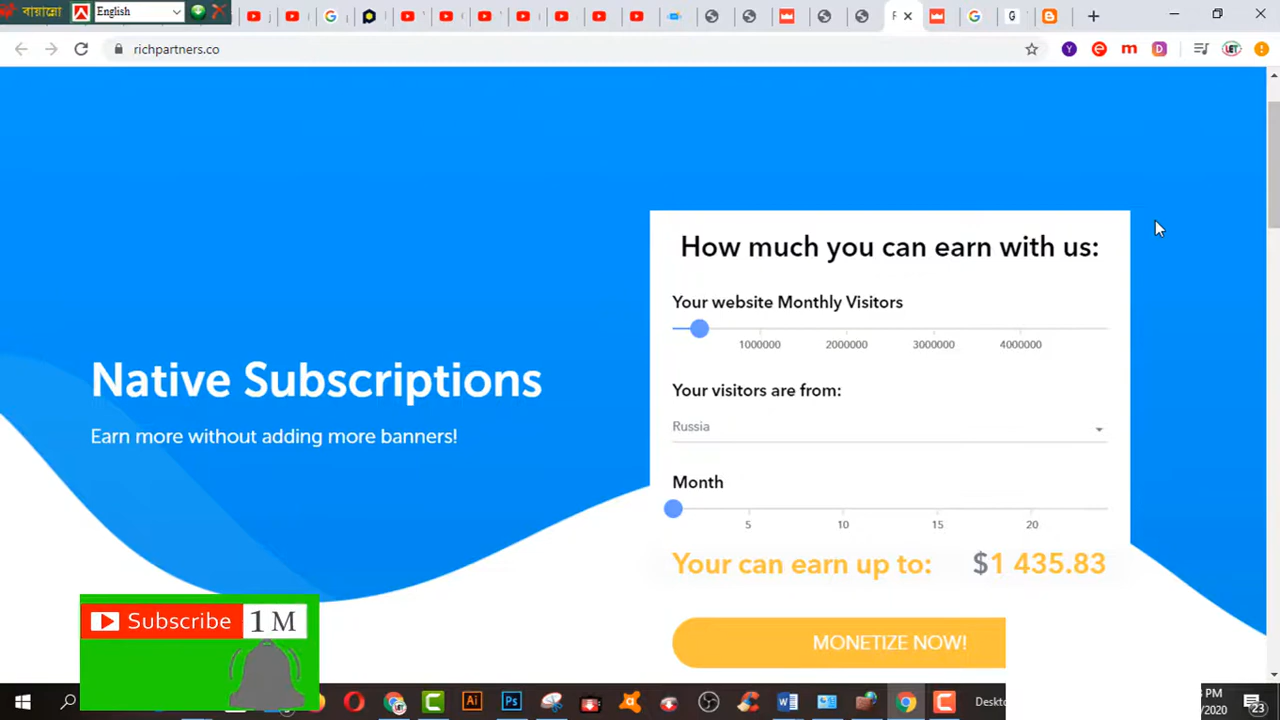 বায়ান্নো
English
richpartners.co
How much you can earn with us:
Your website Monthly Visitors
1000000 2000000 3000000 4000000
Your visitors are from:
Russia
Native Subscriptions
Earn more without adding more banners!
Month
5 10 15 20
Your can earn up to: $1 435.83
MONETIZE NOW!
Subscribe 1 M
Ai
Ps
Deskto
PM
/2020
23